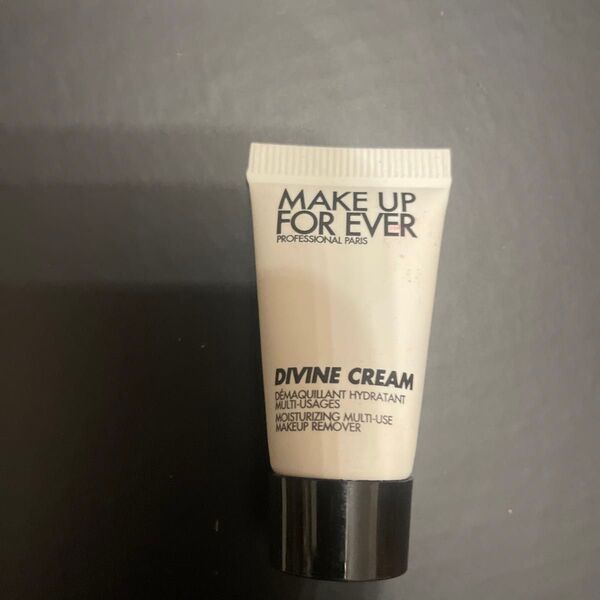 MAKE UP
FOR EVER
PROFESSIONAL PARIS
DIVINE CREAM
DÉMAQUILLANT HYDRATANT
MULTI-USAGES
MOISTURIZING MULTI-USE
MAKEUP REMOVER